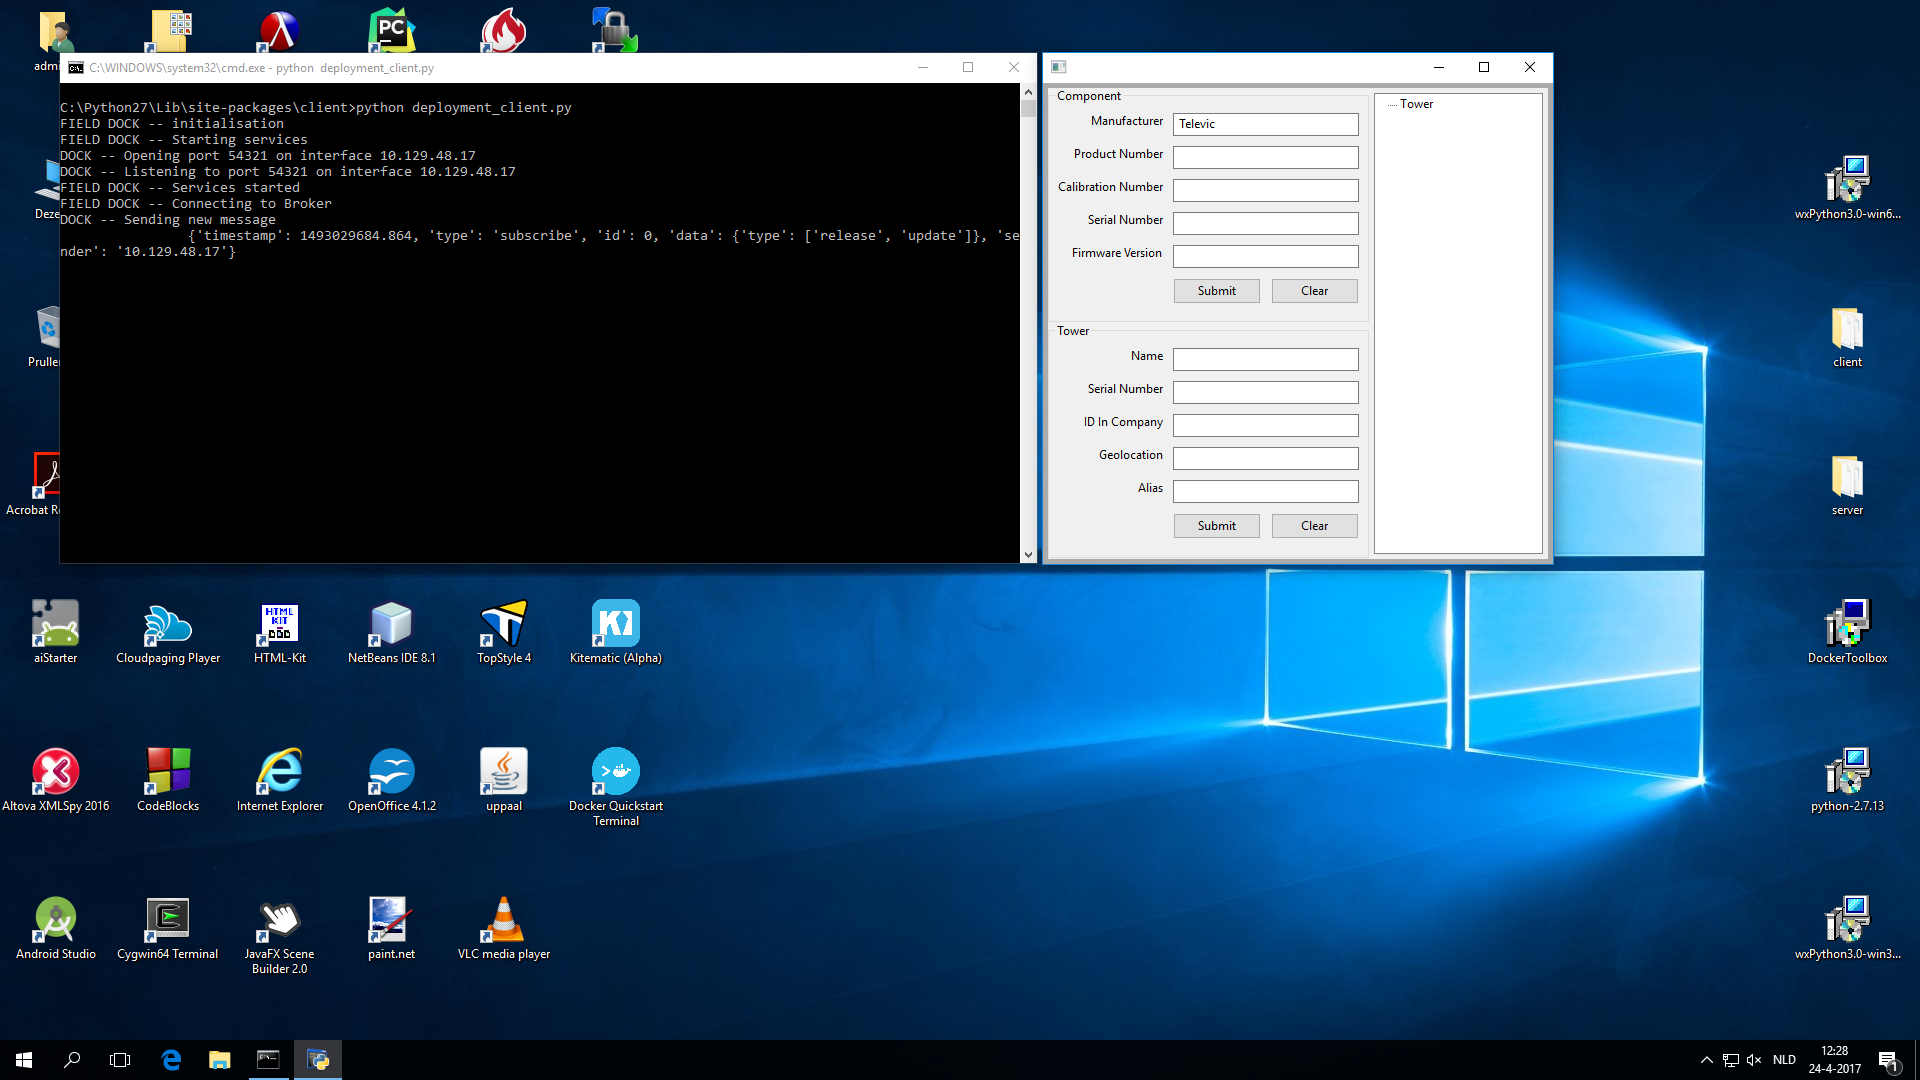 C:\WINDOWS\system32\cmd.exe - python  deployment_client.py
C:\Python27\Lib\site-packages\client>python deployment_client.py
FIELD DOCK -- initialisation
FIELD DOCK -- Starting services
DOCK -- Opening port 54321 on interface 10.129.48.17
DOCK -- Listening to port 54321 on interface 10.129.48.17
FIELD DOCK -- Services started
FIELD DOCK -- Connecting to Broker
DOCK -- Sending new message
{'timestamp': 1493029684.864, 'type': 'subscribe', 'id': 0, 'data': {'type': ['release', 'update']}, 'se
nder': '10.129.48.17'}
Component
Manufacturer Televic
Product Number
Calibration Number
Serial Number
Firmware Version
Submit Clear
Tower
Name
Serial Number
ID In Company
Geolocation
Alias
Submit Clear
Tower
PC
admi
Deze
Prulle
Acrobat R
wxPython3.0-win6...
client
server
aiStarter
Cloudpaging Player
HTML
KIT
HTML-Kit
NetBeans IDE 8.1
TopStyle 4
Kitematic (Alpha)
DockerToolbox
Altova XMLSpy 2016
CodeBlocks
Internet Explorer
OpenOffice 4.1.2
uppaal
Docker Quickstart
Terminal
python-2.7.13
Android Studio
Cygwin64 Terminal
JavaFX Scene
Builder 2.0
paint.net
VLC media player
wxPython3.0-win3...
NLD
12:28
24-4-2017
1